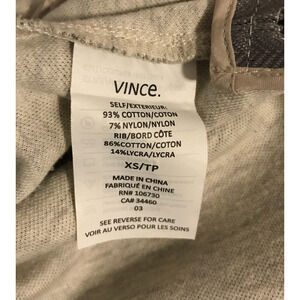 VINCE.
SELF/EXTERIEUR:
93% COTTON/COTON
7% NYLON/NYLON
RIB/BORD CÔTE
86%COTTON/COTON
14%LYCRA/LYCRA
XS/TP
MADE IN CHINA
FABRIQUÉ EN CHINE
RN# 106730
CA# 34460
03
SEE REVERSE FOR CARE
VOIR AU VERSO POUR LES SOINS